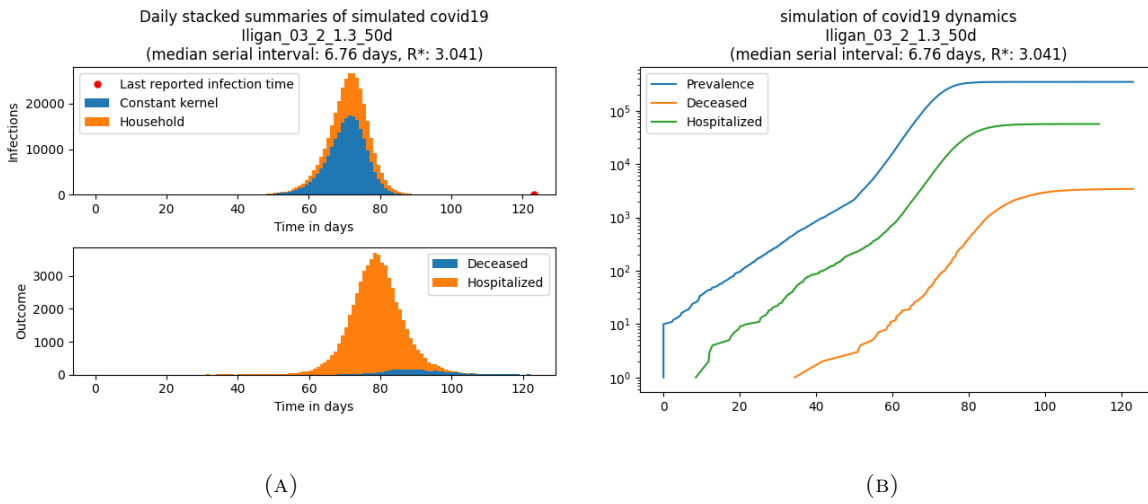 Daily stacked summaries of simulated covid19
Iligan_03_2_1.3_50d
(median serial interval: 6.76 days, R*: 3.041)
Infections
20000
10000
0
Last reported infection time
Constant kernel
Household
0 20 40 60 80 100 120
Time in days
Outcome
3000
2000
1000
0
Deceased
Hospitalized
0 20 40 60 80 100 120
Time in days
(A)
simulation of covid19 dynamics
Iligan_03_2_1.3_50d
(median serial interval: 6.76 days, R*: 3.041)
10⁵
10⁴
10³
10²
10¹
10⁰
Prevalence
Deceased
Hospitalized
0 20 40 60 80 100 120
(B)